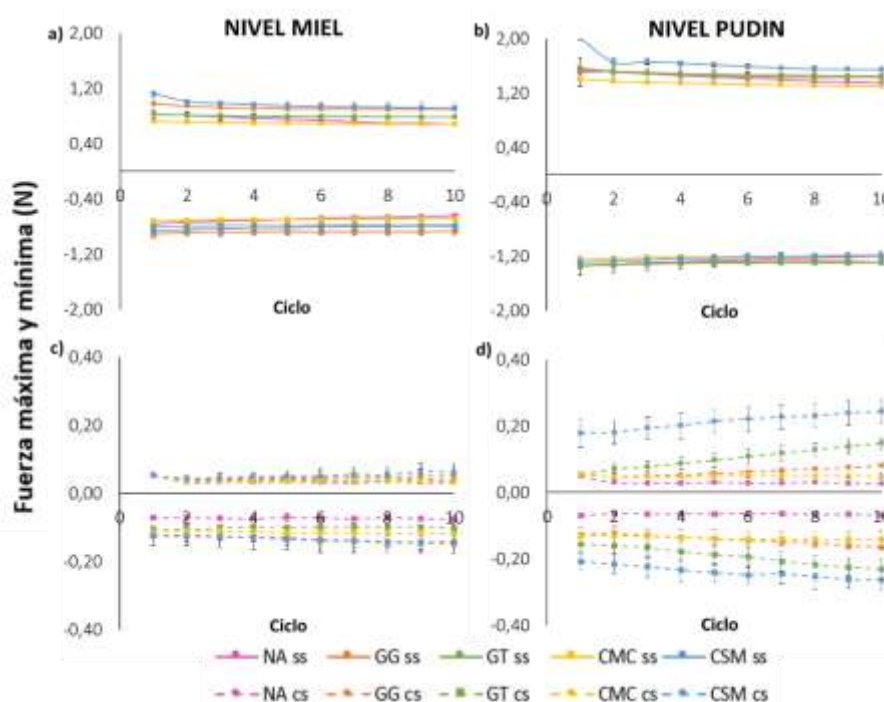 NIVEL MIEL
NIVEL PUDIN
Fuerza máxima y mínima (N)
a)
2,00
1,20
0,40
-0,40
-1,20
-2,00
0 2 4 6 8 10
Ciclo
b)
2,00
1,20
0,40
-0,40
-1,20
-2,00
0 2 4 6 8 10
Ciclo
c)
0,40
0,20
0,00
-0,20
-0,40
0 2 4 6 8 10
Ciclo
d)
0,40
0,20
0,00
-0,20
-0,40
0 2 4 6 8 10
Ciclo
NA ss GG ss GT ss CMC ss CSM ss
NA cs GG cs GT cs CMC cs CSM cs